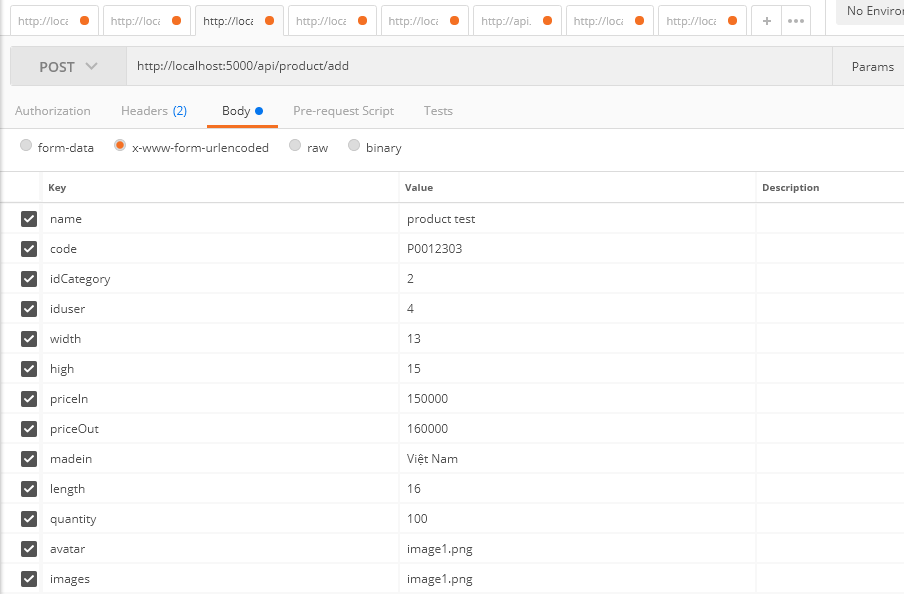 http://loca http://loca http://loca http://loca http://loca http://api. http://loca http://loca + ••• No Environ
POST http://localhost:5000/api/product/add Params
Authorization Headers (2) Body Pre-request Script Tests
form-data x-www-form-urlencoded raw binary
Key Value Description
name product test
code P0012303
idCategory 2
iduser 4
width 13
high 15
priceIn 150000
priceOut 160000
madein Việt Nam
length 16
quantity 100
avatar image1.png
images image1.png